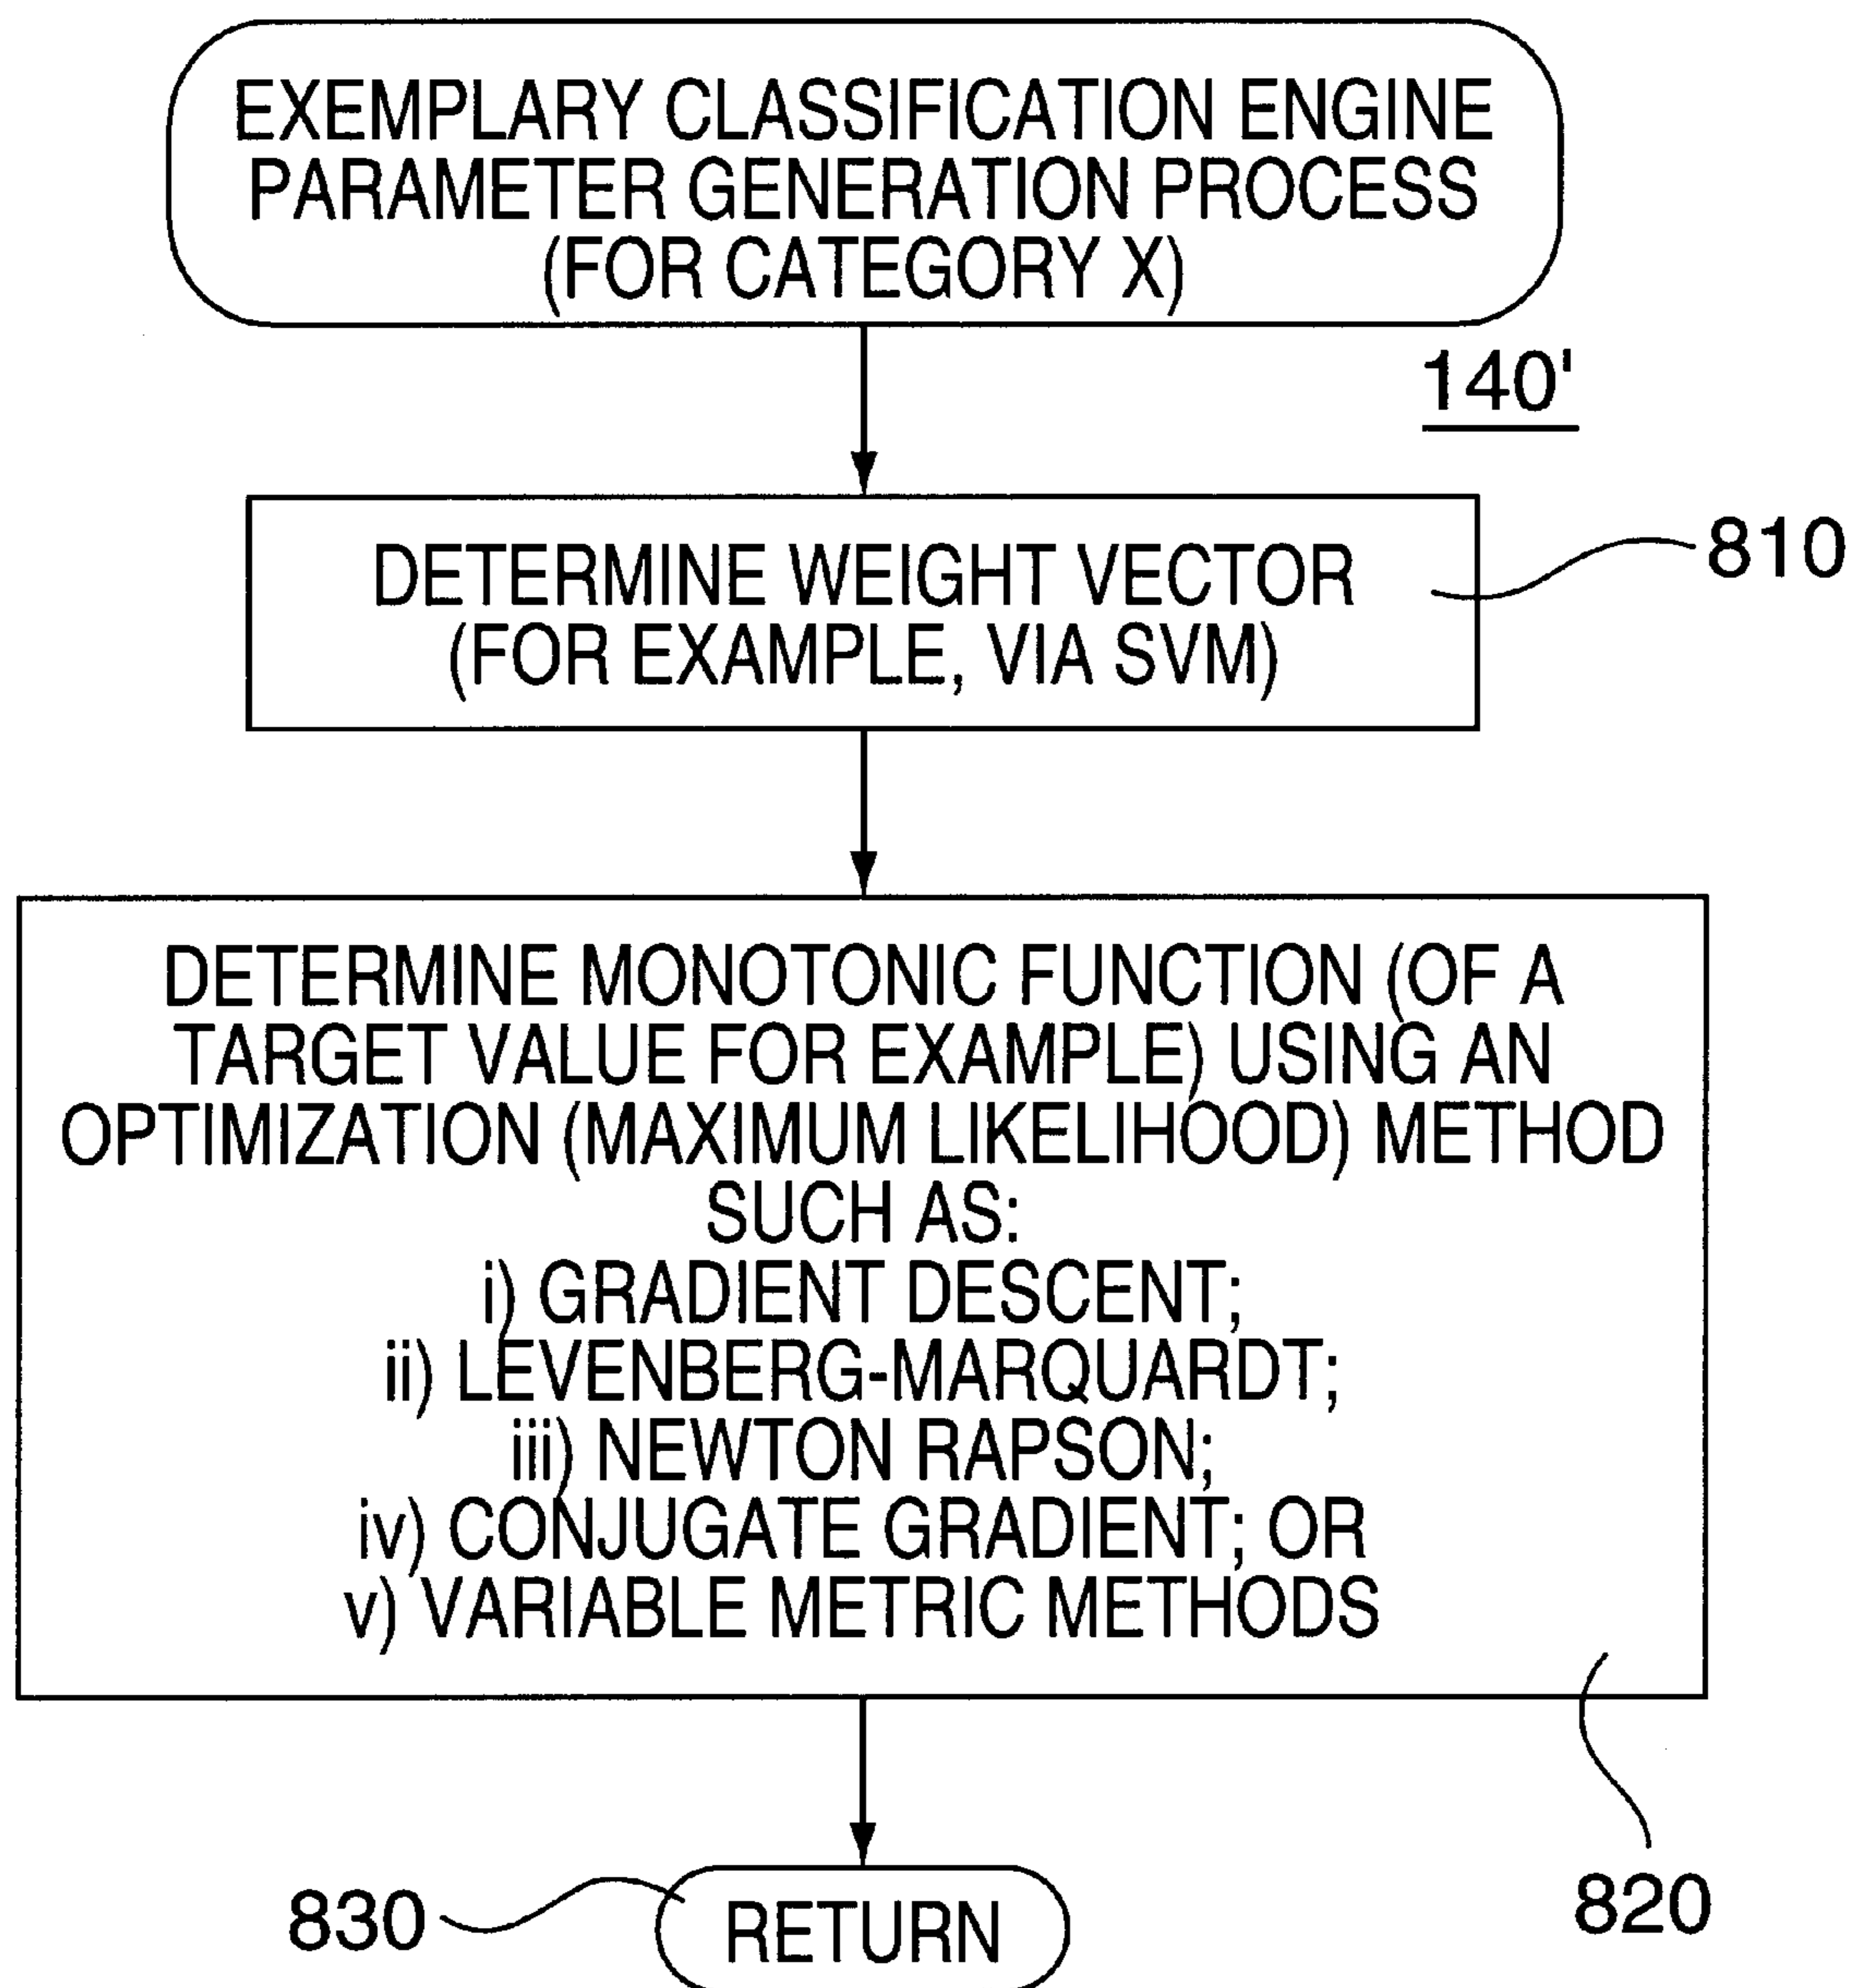 EXEMPLARY CLASSIFICATION ENGINE
PARAMETER GENERATION PROCESS
(FOR CATEGORY X)
140'
DETERMINE WEIGHT VECTOR
(FOR EXAMPLE, VIA SVM)
810
DETERMINE MONOTONIC FUNCTION (OF A
TARGET VALUE FOR EXAMPLE) USING AN
OPTIMIZATION (MAXIMUM LIKELIHOOD) METHOD
SUCH AS:
i) GRADIENT DESCENT;
ii) LEVENBERG-MARQUARDT;
iii) NEWTON RAPSON;
iv) CONJUGATE GRADIENT; OR
v) VARIABLE METRIC METHODS
820
830
RETURN